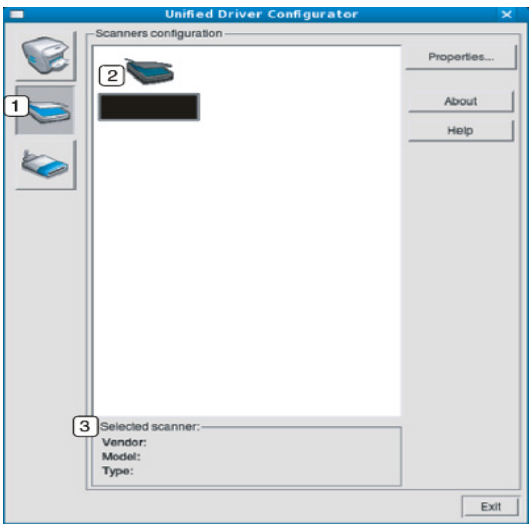 Unified Driver Configurator
Scanners configuration
Properties...
2
1
About
Help
3
Selected scanner:
Vendor:
Model:
Type:
Exit